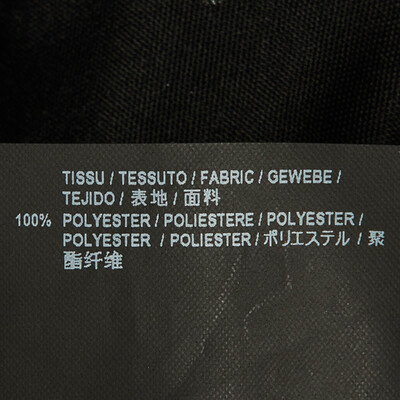 TISSU / TESSUTO / FABRIC / GEWEBE /
TEJIDO / 表地 / 面料
100% POLYESTER / POLIESTERE / POLYESTER /
POLYESTER / POLIESTER /ポリエステル / 聚
酯纤维